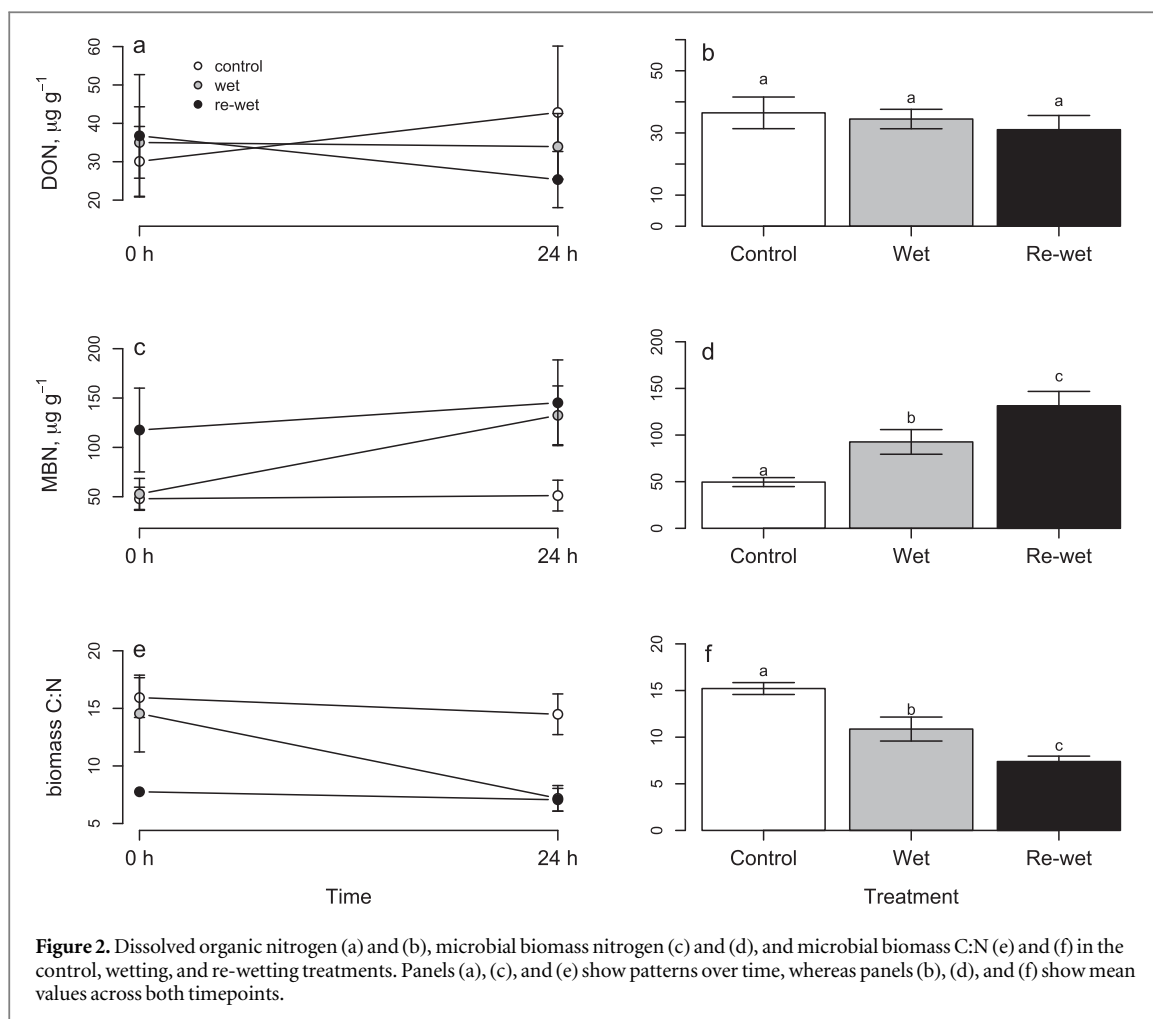 a
control
wet
re-wet
DON, µg g⁻¹
60
50
40
30
20
0 h
24 h
b
50
30
10
0
a
a
a
Control
Wet
Re-wet
c
MBN, µg g⁻¹
200
150
100
50
0 h
24 h
d
200
150
100
50
0
a
b
c
Control
Wet
Re-wet
e
biomass C:N
20
15
10
5
0 h
24 h
Time
f
20
15
10
5
0
a
b
c
Control
Wet
Re-wet
Treatment
Figure 2. Dissolved organic nitrogen (a) and (b), microbial biomass nitrogen (c) and (d), and microbial biomass C:N (e) and (f) in the
control, wetting, and re-wetting treatments. Panels (a), (c), and (e) show patterns over time, whereas panels (b), (d), and (f) show mean
values across both timepoints.